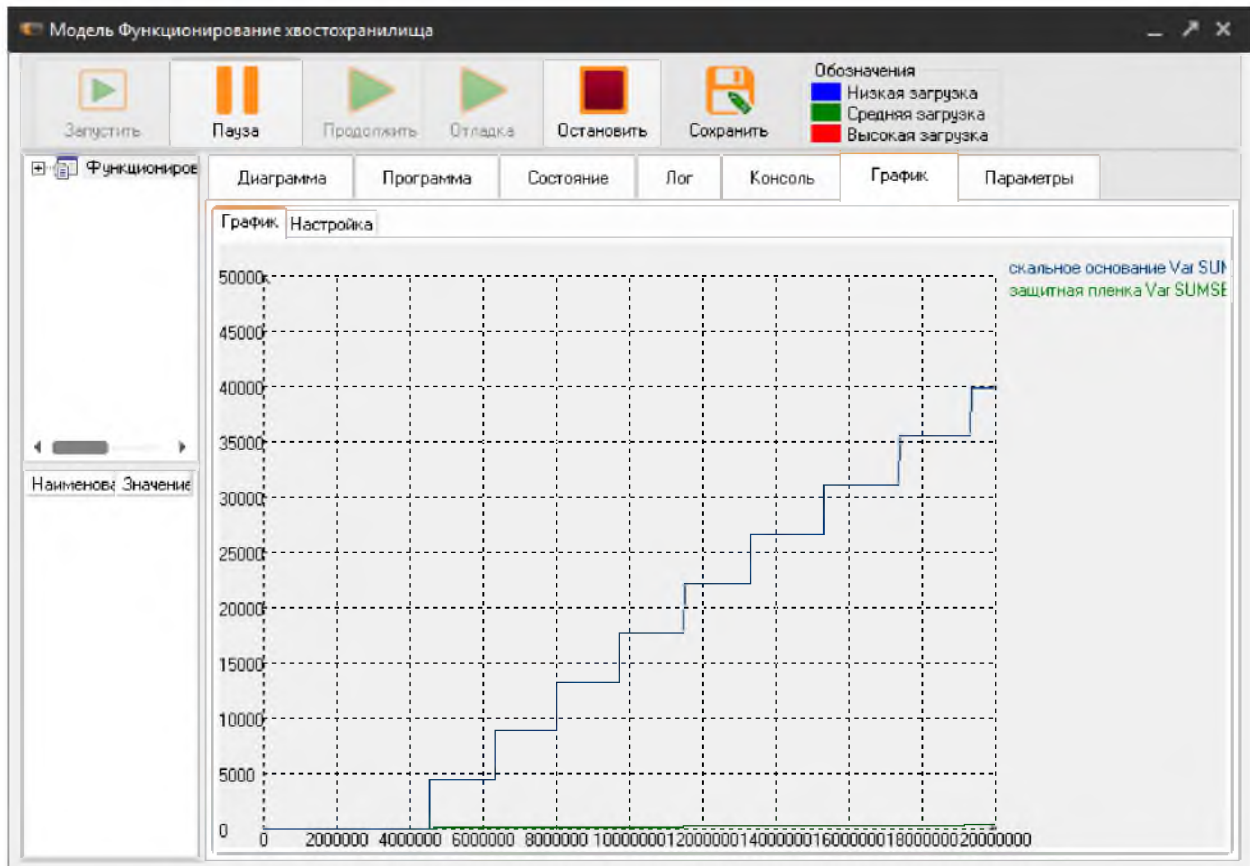 Модель Функционирование хвостохранилища
Запустить
Пауза
Продолжить
Отладка
Остановить
Сохранить
Обозначения
Низкая загрузка
Средняя загрузка
Высокая загрузка
Функциониров
Диаграмма
Программа
Состояние
Лог
Консоль
График
Параметры
График Настройка
скальное основание Var SUM
защитная пленка Var SUMSE
50000
45000
40000
35000
30000
25000
20000
15000
10000
5000
0
0 2000000 4000000 6000000 8000000 10000000 12000000 14000000 16000000 18000000 20000000
Наименова Значение